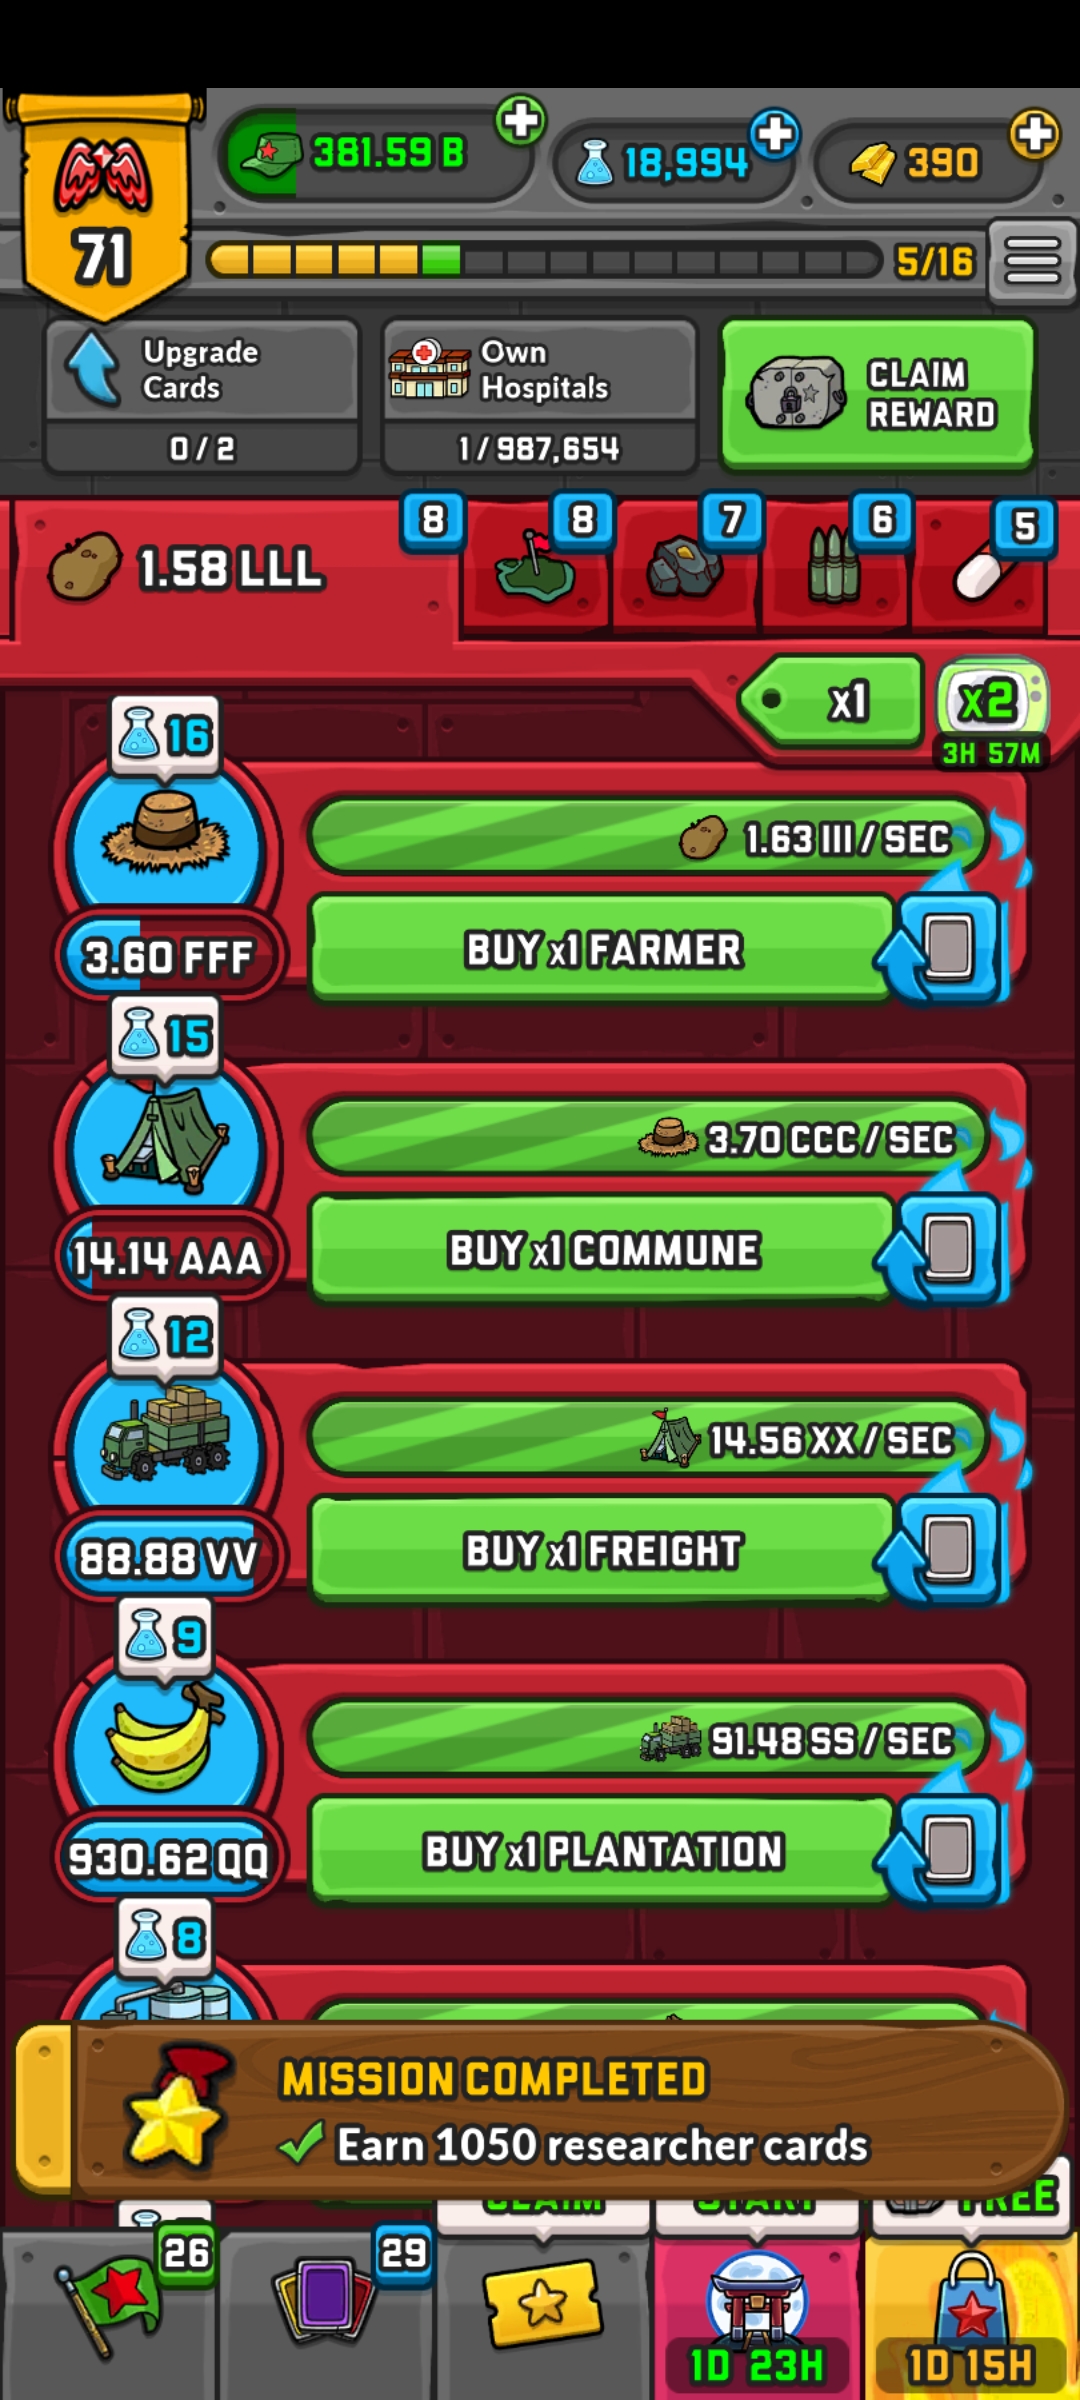 71
381.59 B
18,994
390
5/16
Upgrade
Cards
0/2
Own
Hospitals
1/987,654
CLAIM
REWARD
1.58 LLL
8
8
7
6
5
x1
x2
3H 57M
16
1.63 III/SEC
3.60 FFF
BUY x1 FARMER
15
3.70 CCC/SEC
14.14 AAA
BUY x1 COMMUNE
12
14.56 XX/SEC
88.88 VV
BUY x1 FREIGHT
9
91.48 SS/SEC
930.62 QQ
BUY x1 PLANTATION
8
MISSION COMPLETED
Earn 1050 researcher cards
CLAIM
START
FREE
26
29
1D 23H
1D 15H